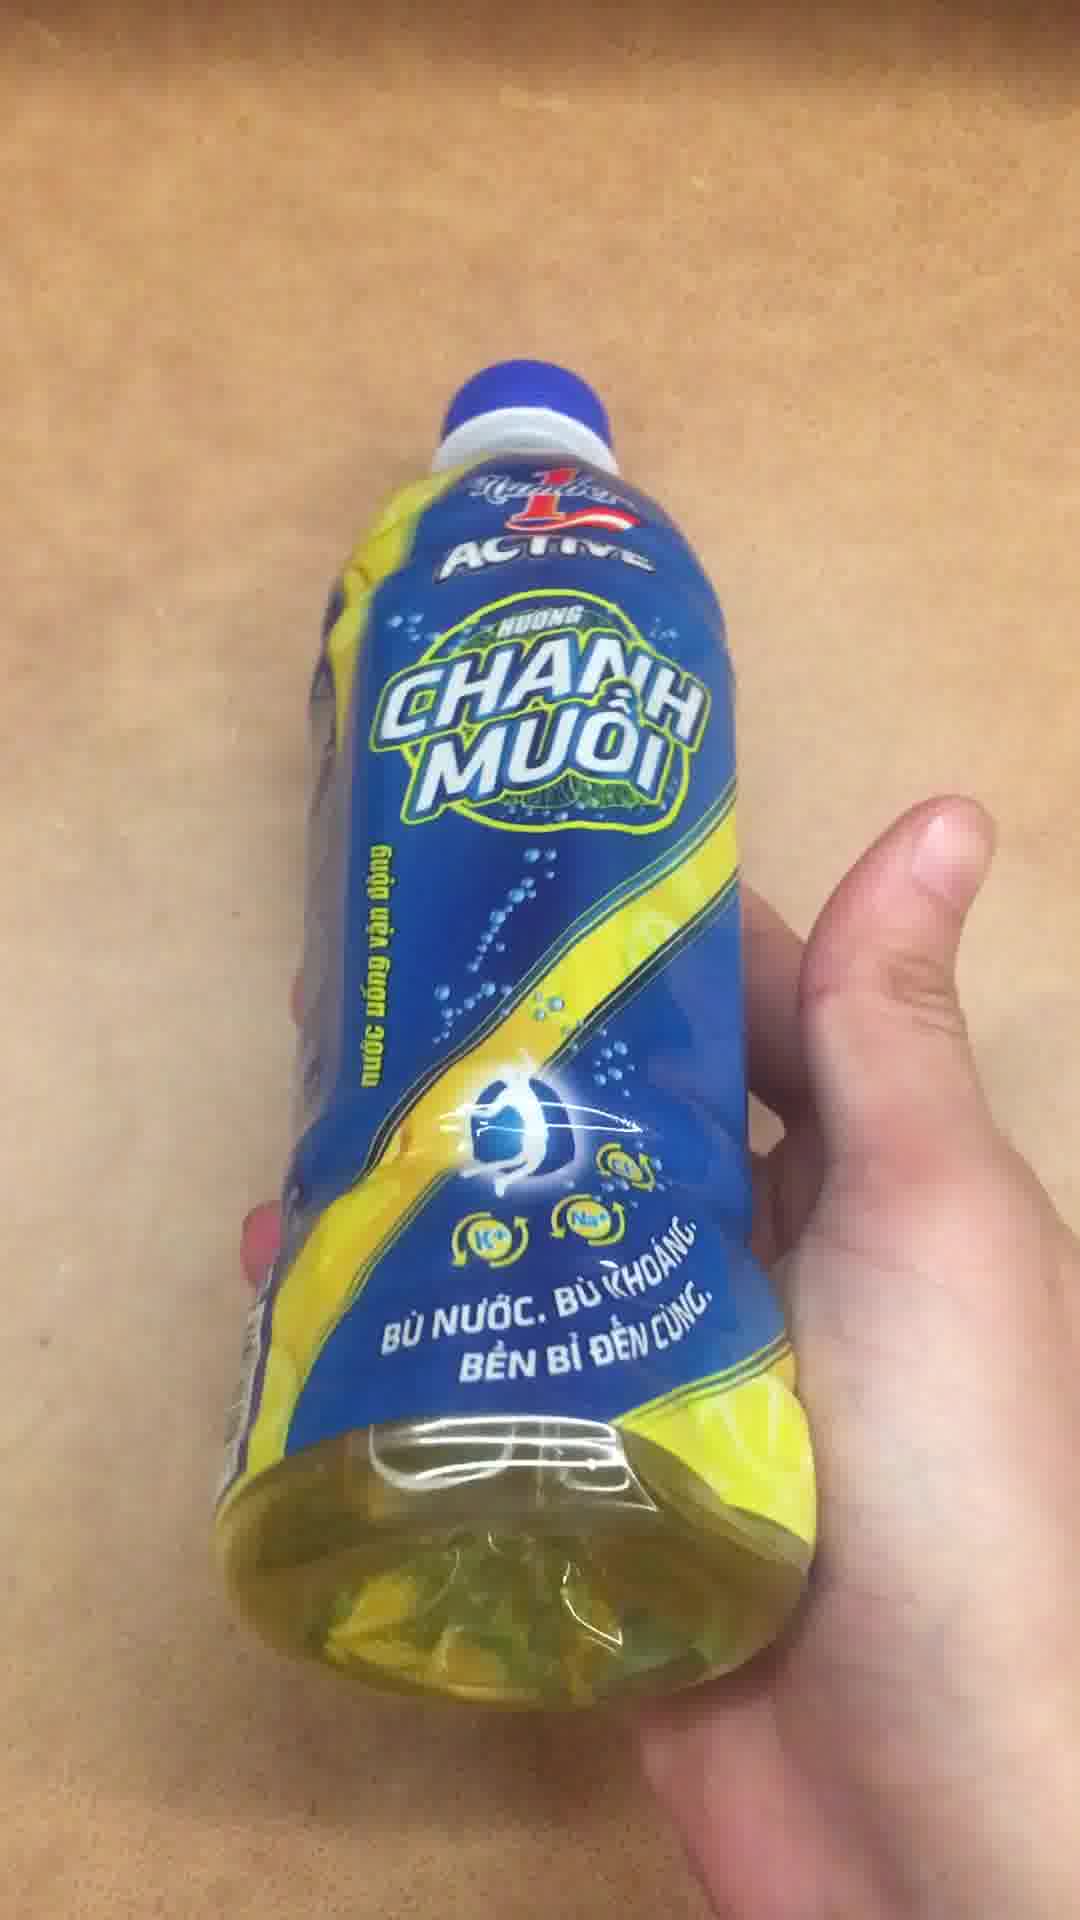 Number 1
ACTIVE
HƯƠNG
CHANH
MUỐI
nước uống vận động
K+
Na+
BÙ NƯỚC. BÙ KHOÁNG.
BỀN BỈ ĐẾN CÙNG.